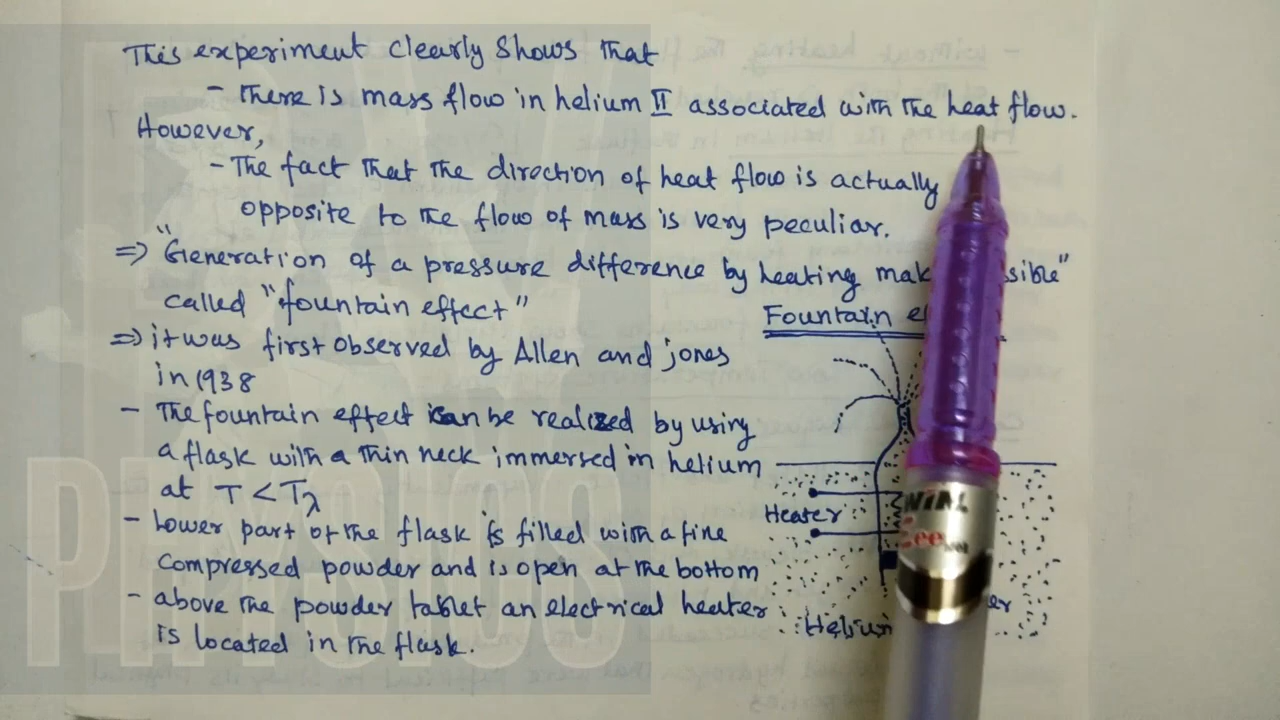 This experiment clearly shows that
- There is mass flow in helium II associated with the heat flow.
However,
- The fact that the direction of heat flow is actually
opposite to the flow of mass is very peculiar.
⇒ "Generation of a pressure difference by heating
called "fountain effect"
Fountain
⇒ it was first observed by Allen and jones
in 1938
- The fountain effect can be realized by using
a flask with a thin neck immersed in helium
at T < Tλ
- Lower part of the flask is filled with a fine
compressed powder and is open at the bottom
- above the powder tablet an electrical heater
is located in the flask.
Heater
Helium
PHYSICS